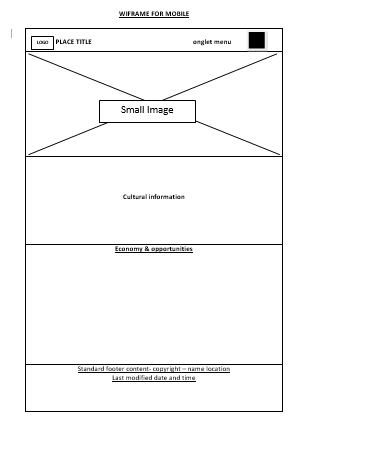 WIFRAME FOR MOBILE
LOGO PLACE TITLE onglet menu
Small Image
Cultural information
Economy & opportunities
Standard footer content- copyright – name location
Last modified date and time